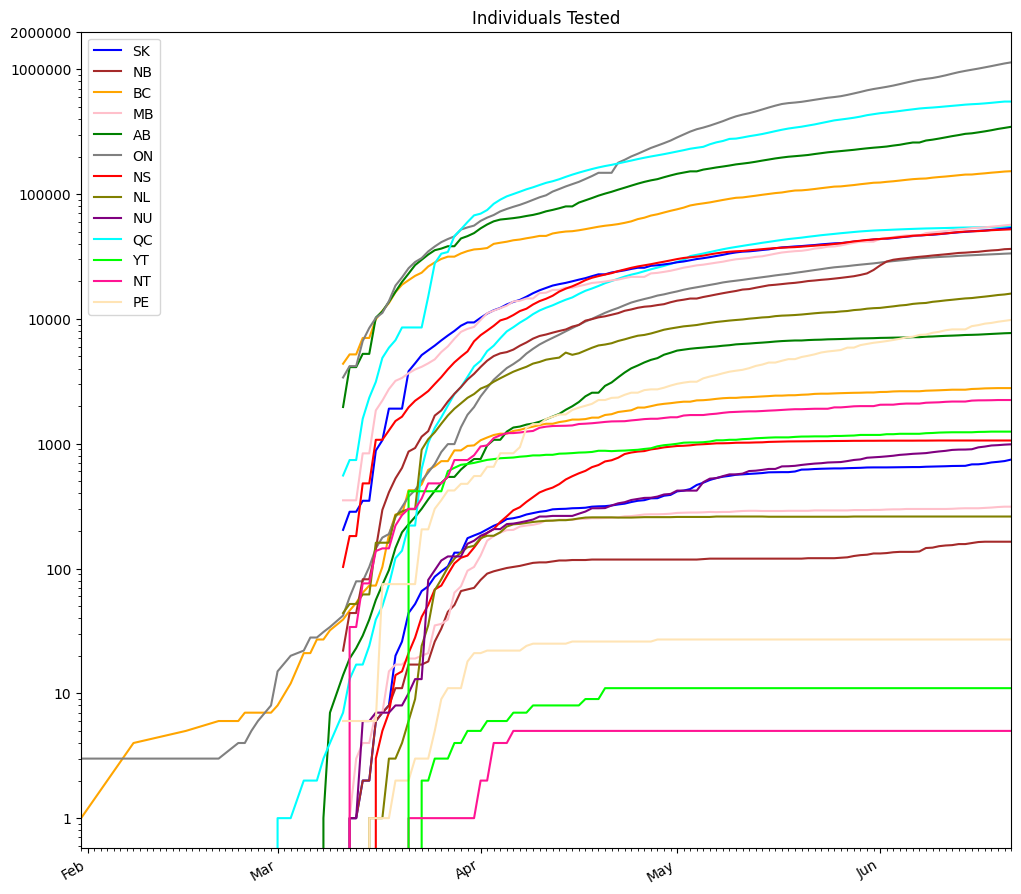 Individuals Tested
2000000
1000000
100000
10000
1000
100
10
1
SK
NB
BC
MB
AB
ON
NS
NL
NU
QC
YT
NT
PE
Feb
Mar
Apr
May
Jun